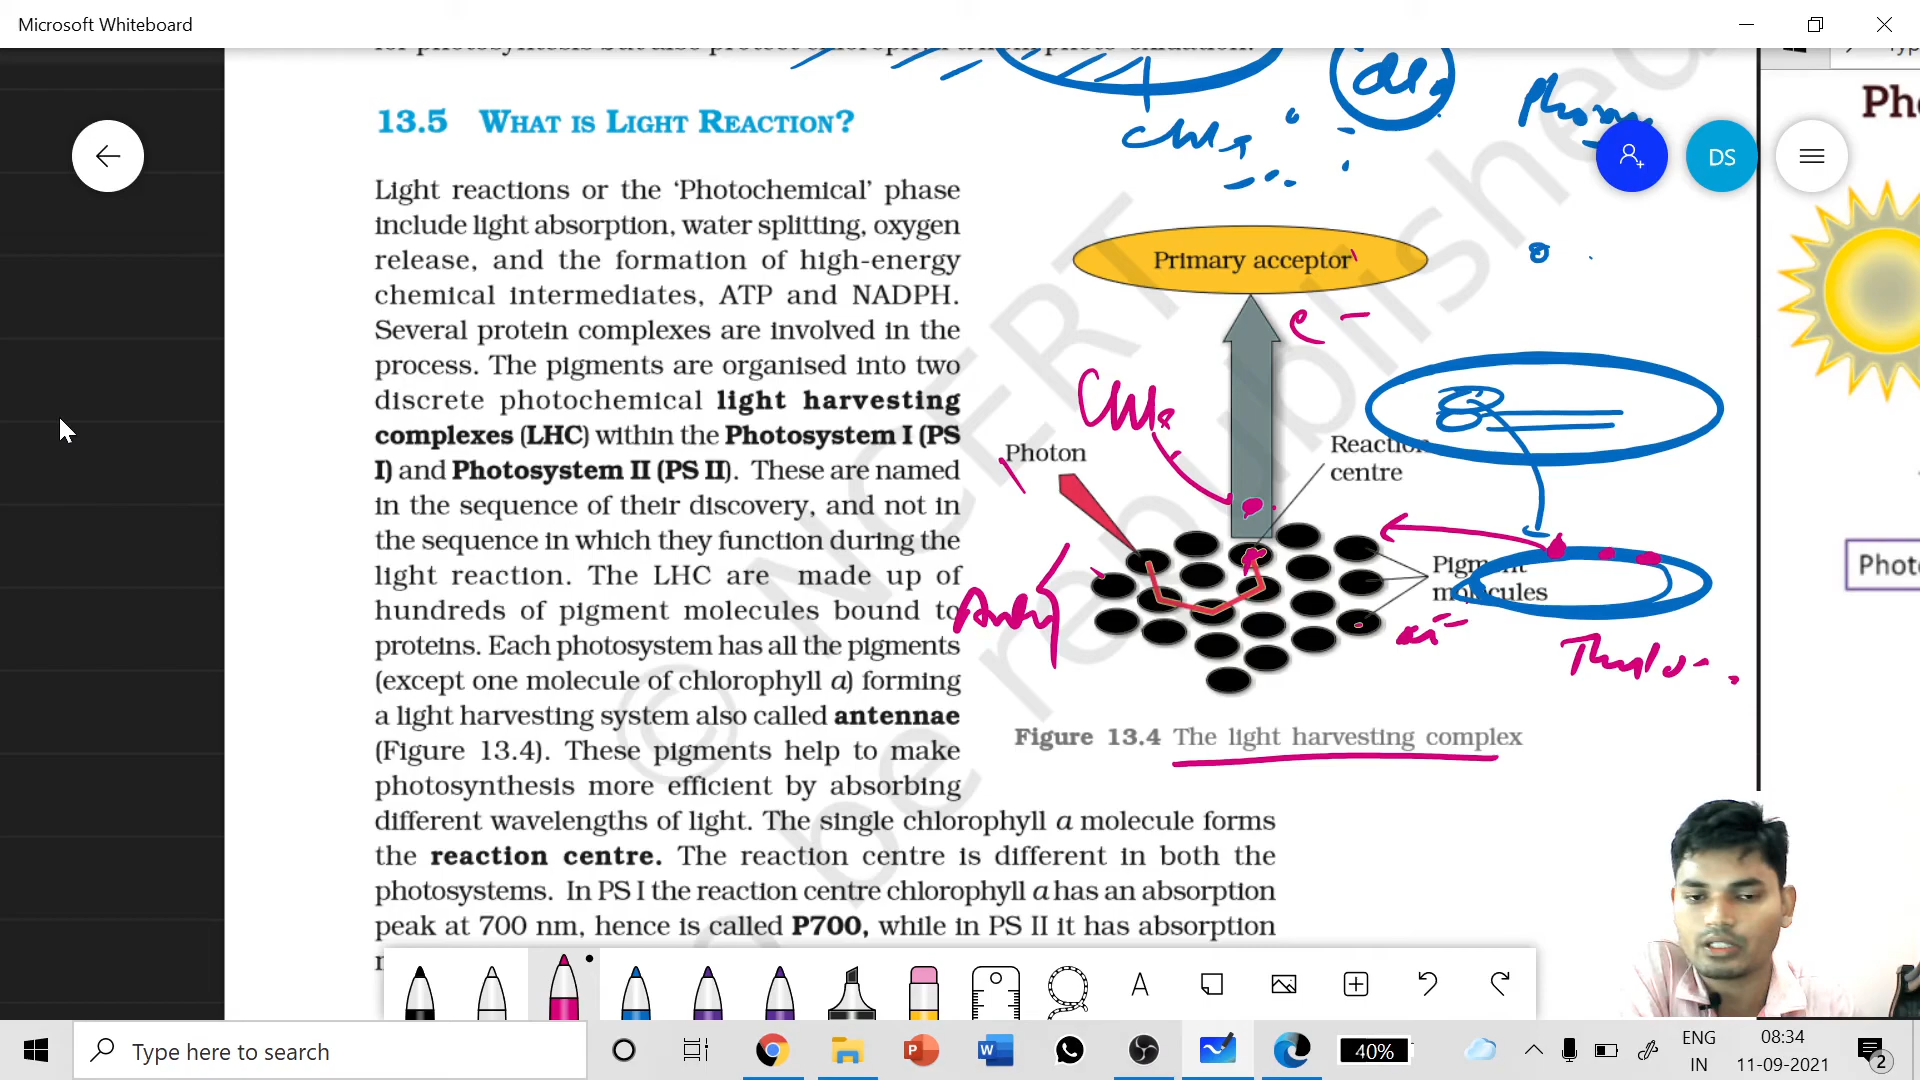 Microsoft Whiteboard
13.5 WHAT IS LIGHT REACTION?
Light reactions or the ‘Photochemical’ phase
include light absorption, water splitting, oxygen
release, and the formation of high-energy
chemical intermediates, ATP and NADPH.
Several protein complexes are involved in the
process. The pigments are organised into two
discrete photochemical light harvesting
complexes (LHC) within the Photosystem I (PS
I) and Photosystem II (PS II). These are named
in the sequence of their discovery, and not in
the sequence in which they function during the
light reaction. The LHC are made up of
hundreds of pigment molecules bound to
proteins. Each photosystem has all the pigments
(except one molecule of chlorophyll a) forming
a light harvesting system also called antennae
(Figure 13.4). These pigments help to make
photosynthesis more efficient by absorbing
different wavelengths of light. The single chlorophyll a molecule forms
the reaction centre. The reaction centre is different in both the
photosystems. In PS I the reaction centre chlorophyll a has an absorption
peak at 700 nm, hence is called P700, while in PS II it has absorption
Primary acceptor
e-
Photon
Reaction
centre
Pigment
molecules
Figure 13.4 The light harvesting complex
© NCERT
be republished
DS
Pho
Photo
Type here to search
40%
ENG
IN
08:34
11-09-2021
2